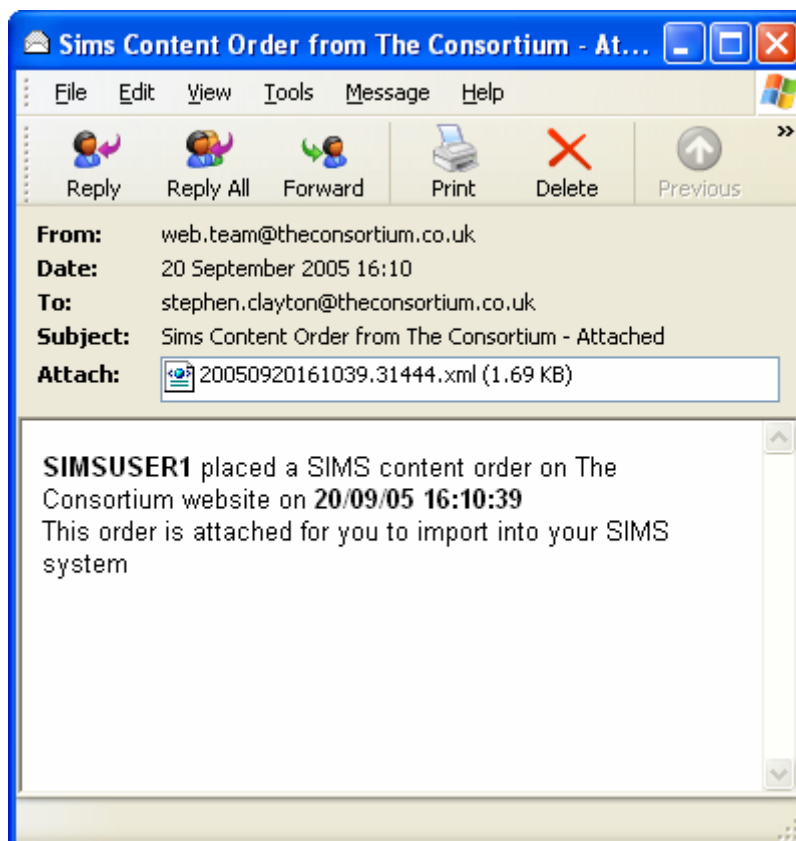 Sims Content Order from The Consortium - At...
File Edit View Tools Message Help
Reply Reply All Forward Print Delete Previous »
From: web.team@theconsortium.co.uk
Date: 20 September 2005 16:10
To: stephen.clayton@theconsortium.co.uk
Subject: Sims Content Order from The Consortium - Attached
Attach: 20050920161039.31444.xml (1.69 KB)
SIMSUSER1 placed a SIMS content order on The
Consortium website on 20/09/05 16:10:39
This order is attached for you to import into your SIMS
system